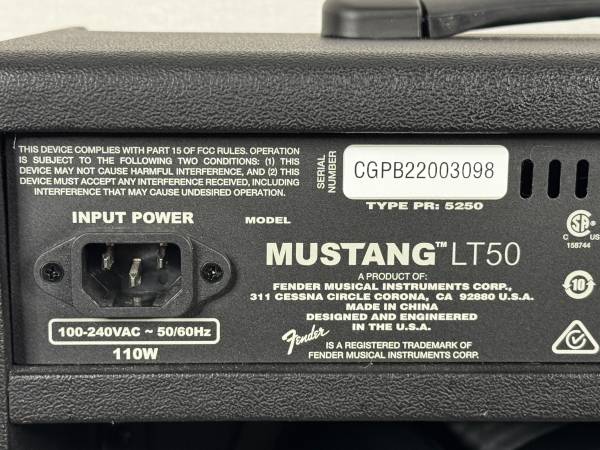 THIS DEVICE COMPLIES WITH PART 15 OF FCC RULES. OPERATION
IS SUBJECT TO THE FOLLOWING TWO CONDITIONS: (1) THIS
DEVICE MAY NOT CAUSE HARMFUL INTERFERENCE, AND (2) THIS
DEVICE MUST ACCEPT ANY INTERFERENCE RECEIVED, INCLUDING
INTERFERENCE THAT MAY CAUSE UNDESIRED OPERATION.
SERIAL
NUMBER
CGPB22003098
TYPE PR: 5250
INPUT POWER
MODEL
MUSTANG™ LT50
A PRODUCT OF:
FENDER MUSICAL INSTRUMENTS CORP.,
311 CESSNA CIRCLE CORONA, CA 92880 U.S.A.
MADE IN CHINA
DESIGNED AND ENGINEERED
IN THE U.S.A.
Fender IS A REGISTERED TRADEMARK OF
FENDER MUSICAL INSTRUMENTS CORP.
100-240VAC ~ 50/60Hz
110W
C US
158744
10